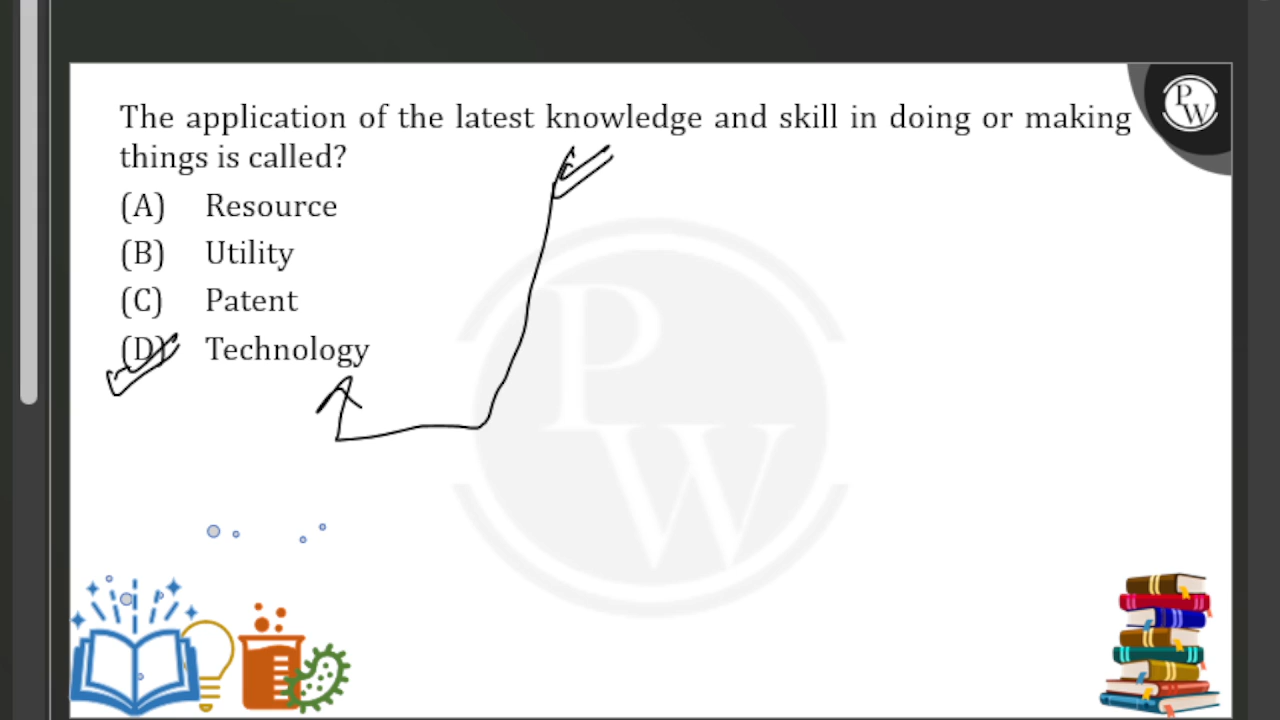 The application of the latest knowledge and skill in doing or making
things is called?
(A) Resource
(B) Utility
(C) Patent
(D) Technology
P
W
P
W